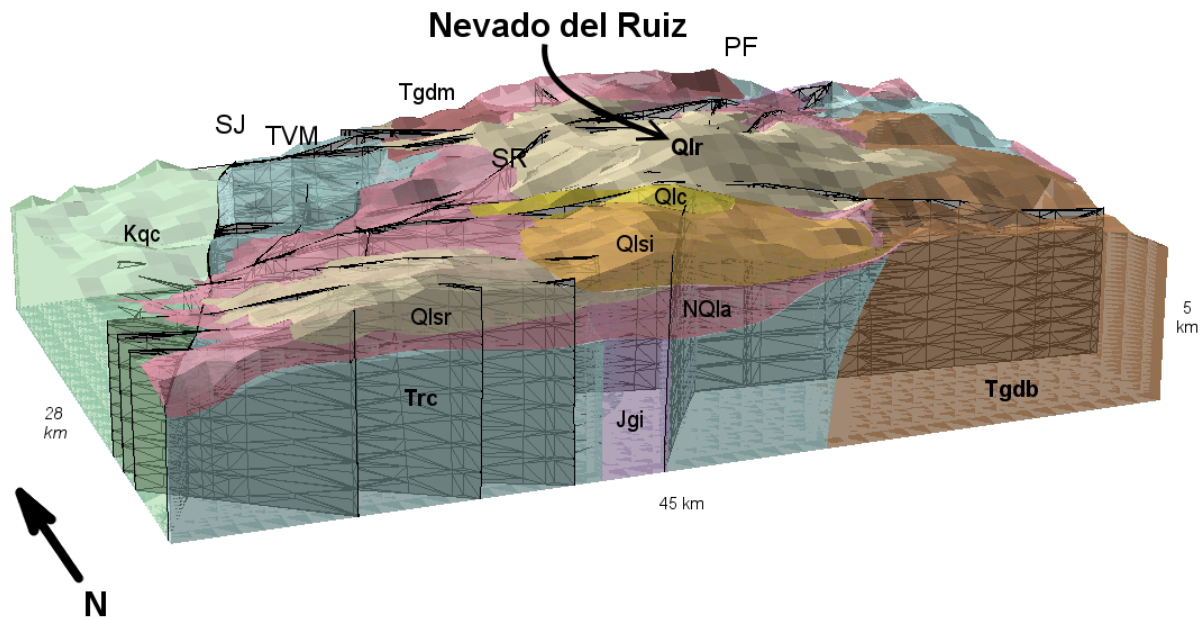 Nevado del Ruiz
PF
Tgdm
SJ
TVM
SR
Qlr
Qlc
Kqc
Qlsi
NQla
Qlsr
5
km
Trc
Tgdb
Jgi
28
km
45 km
N